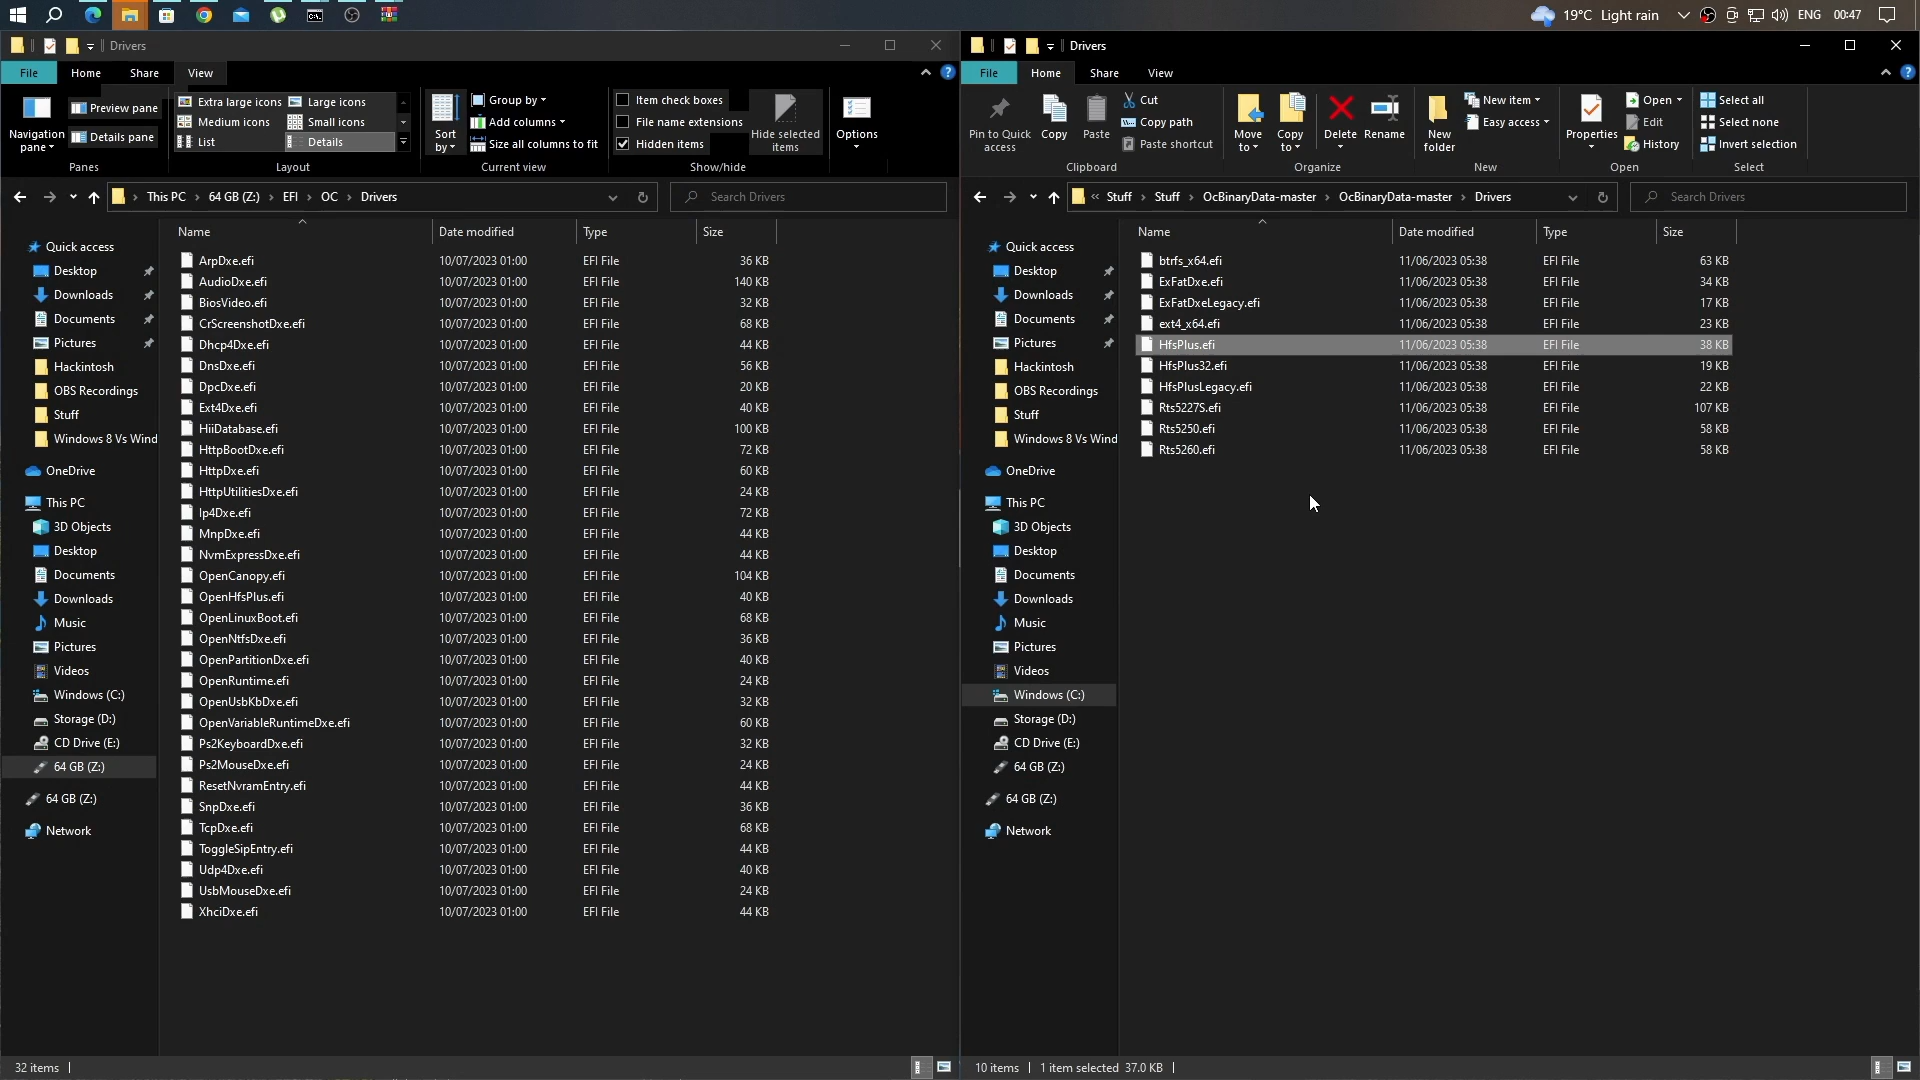 19°C Light rain ENG 00:47
Drivers
File Home Share View
Navigation pane
Preview pane
Details pane
Panes
Extra large icons Large icons
Medium icons Small icons
List Details
Layout
Sort by
Group by
Add columns
Size all columns to fit
Current view
Item check boxes
File name extensions
Hidden items
Hide selected items
Show/hide
Options
This PC 64 GB (Z:) EFI OC Drivers
Search Drivers
Quick access
Desktop
Downloads
Documents
Pictures
Hackintosh
OBS Recordings
Stuff
Windows 8 Vs Wind
OneDrive
This PC
3D Objects
Desktop
Documents
Downloads
Music
Pictures
Videos
Windows (C:)
Storage (D:)
CD Drive (E:)
64 GB (Z:)
64 GB (Z:)
Network
Name Date modified Type Size
ArpDxe.efi 10/07/2023 01:00 EFI File 36 KB
AudioDxe.efi 10/07/2023 01:00 EFI File 140 KB
BiosVideo.efi 10/07/2023 01:00 EFI File 32 KB
CrScreenshotDxe.efi 10/07/2023 01:00 EFI File 68 KB
Dhcp4Dxe.efi 10/07/2023 01:00 EFI File 44 KB
DnsDxe.efi 10/07/2023 01:00 EFI File 56 KB
DpcDxe.efi 10/07/2023 01:00 EFI File 20 KB
Ext4Dxe.efi 10/07/2023 01:00 EFI File 40 KB
HiiDatabase.efi 10/07/2023 01:00 EFI File 100 KB
HttpBootDxe.efi 10/07/2023 01:00 EFI File 72 KB
HttpDxe.efi 10/07/2023 01:00 EFI File 60 KB
HttpUtilitiesDxe.efi 10/07/2023 01:00 EFI File 24 KB
Ip4Dxe.efi 10/07/2023 01:00 EFI File 72 KB
MnpDxe.efi 10/07/2023 01:00 EFI File 44 KB
NvmExpressDxe.efi 10/07/2023 01:00 EFI File 44 KB
OpenCanopy.efi 10/07/2023 01:00 EFI File 104 KB
OpenHfsPlus.efi 10/07/2023 01:00 EFI File 40 KB
OpenLinuxBoot.efi 10/07/2023 01:00 EFI File 68 KB
OpenNtfsDxe.efi 10/07/2023 01:00 EFI File 36 KB
OpenPartitionDxe.efi 10/07/2023 01:00 EFI File 40 KB
OpenRuntime.efi 10/07/2023 01:00 EFI File 24 KB
OpenUsbKbDxe.efi 10/07/2023 01:00 EFI File 32 KB
OpenVariableRuntimeDxe.efi 10/07/2023 01:00 EFI File 60 KB
Ps2KeyboardDxe.efi 10/07/2023 01:00 EFI File 32 KB
Ps2MouseDxe.efi 10/07/2023 01:00 EFI File 24 KB
ResetNvramEntry.efi 10/07/2023 01:00 EFI File 44 KB
SnpDxe.efi 10/07/2023 01:00 EFI File 36 KB
TcpDxe.efi 10/07/2023 01:00 EFI File 68 KB
ToggleSipEntry.efi 10/07/2023 01:00 EFI File 44 KB
Udp4Dxe.efi 10/07/2023 01:00 EFI File 40 KB
UsbMouseDxe.efi 10/07/2023 01:00 EFI File 24 KB
XhciDxe.efi 10/07/2023 01:00 EFI File 44 KB
32 items
Drivers
File Home Share View
Pin to Quick access
Copy
Paste
Cut
Copy path
Paste shortcut
Clipboard
Move to
Copy to
Delete
Rename
Organize
New folder
New item
Easy access
New
Properties
Open
Edit
History
Open
Select all
Select none
Invert selection
Select
« Stuff Stuff OcBinaryData-master OcBinaryData-master Drivers
Search Drivers
Quick access
Desktop
Downloads
Documents
Pictures
Hackintosh
OBS Recordings
Stuff
Windows 8 Vs Wind
OneDrive
This PC
3D Objects
Desktop
Documents
Downloads
Music
Pictures
Videos
Windows (C:)
Storage (D:)
CD Drive (E:)
64 GB (Z:)
64 GB (Z:)
Network
Name Date modified Type Size
btrfs_x64.efi 11/06/2023 05:38 EFI File 63 KB
ExFatDxe.efi 11/06/2023 05:38 EFI File 34 KB
ExFatDxeLegacy.efi 11/06/2023 05:38 EFI File 17 KB
ext4_x64.efi 11/06/2023 05:38 EFI File 23 KB
HfsPlus.efi 11/06/2023 05:38 EFI File 38 KB
HfsPlus32.efi 11/06/2023 05:38 EFI File 19 KB
HfsPlusLegacy.efi 11/06/2023 05:38 EFI File 22 KB
Rts5227S.efi 11/06/2023 05:38 EFI File 107 KB
Rts5250.efi 11/06/2023 05:38 EFI File 58 KB
Rts5260.efi 11/06/2023 05:38 EFI File 58 KB
10 items 1 item selected 37.0 KB